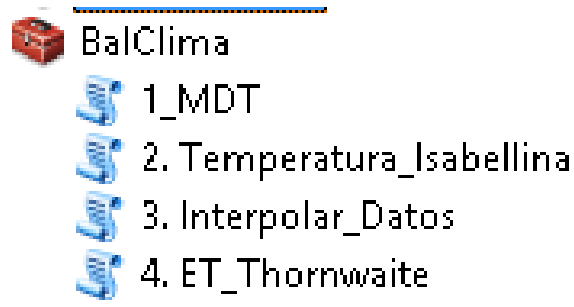 BalClima
1_MDT
2. Temperatura_Isabellina
3. Interpolar_Datos
4. ET_Thornwaite